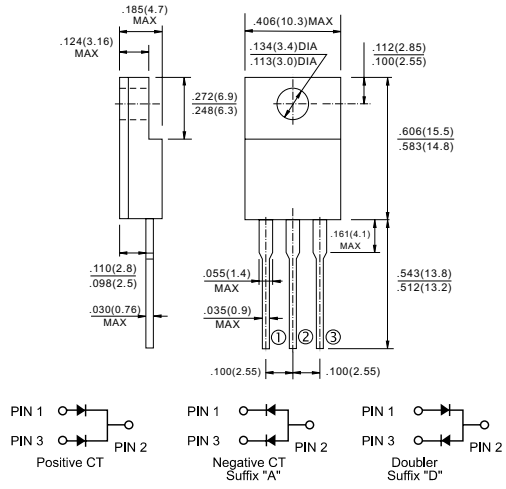 .185(4.7)
MAX
.124(3.16)
MAX
.406(10.3)MAX
.134(3.4)DIA
.113(3.0)DIA
.112(2.85)
.100(2.55)
.272(6.9)
.248(6.3)
.606(15.5)
.583(14.8)
.161(4.1)
MAX
.110(2.8)
.098(2.5)
.055(1.4)
MAX
.543(13.8)
.512(13.2)
.030(0.76)
MAX
.035(0.9)
MAX
① ② ③
.100(2.55) .100(2.55)
PIN 1
PIN 3
PIN 2
Positive CT
PIN 1
PIN 3
PIN 2
Negative CT
Suffix "A"
PIN 1
PIN 3
PIN 2
Doubler
Suffix "D"